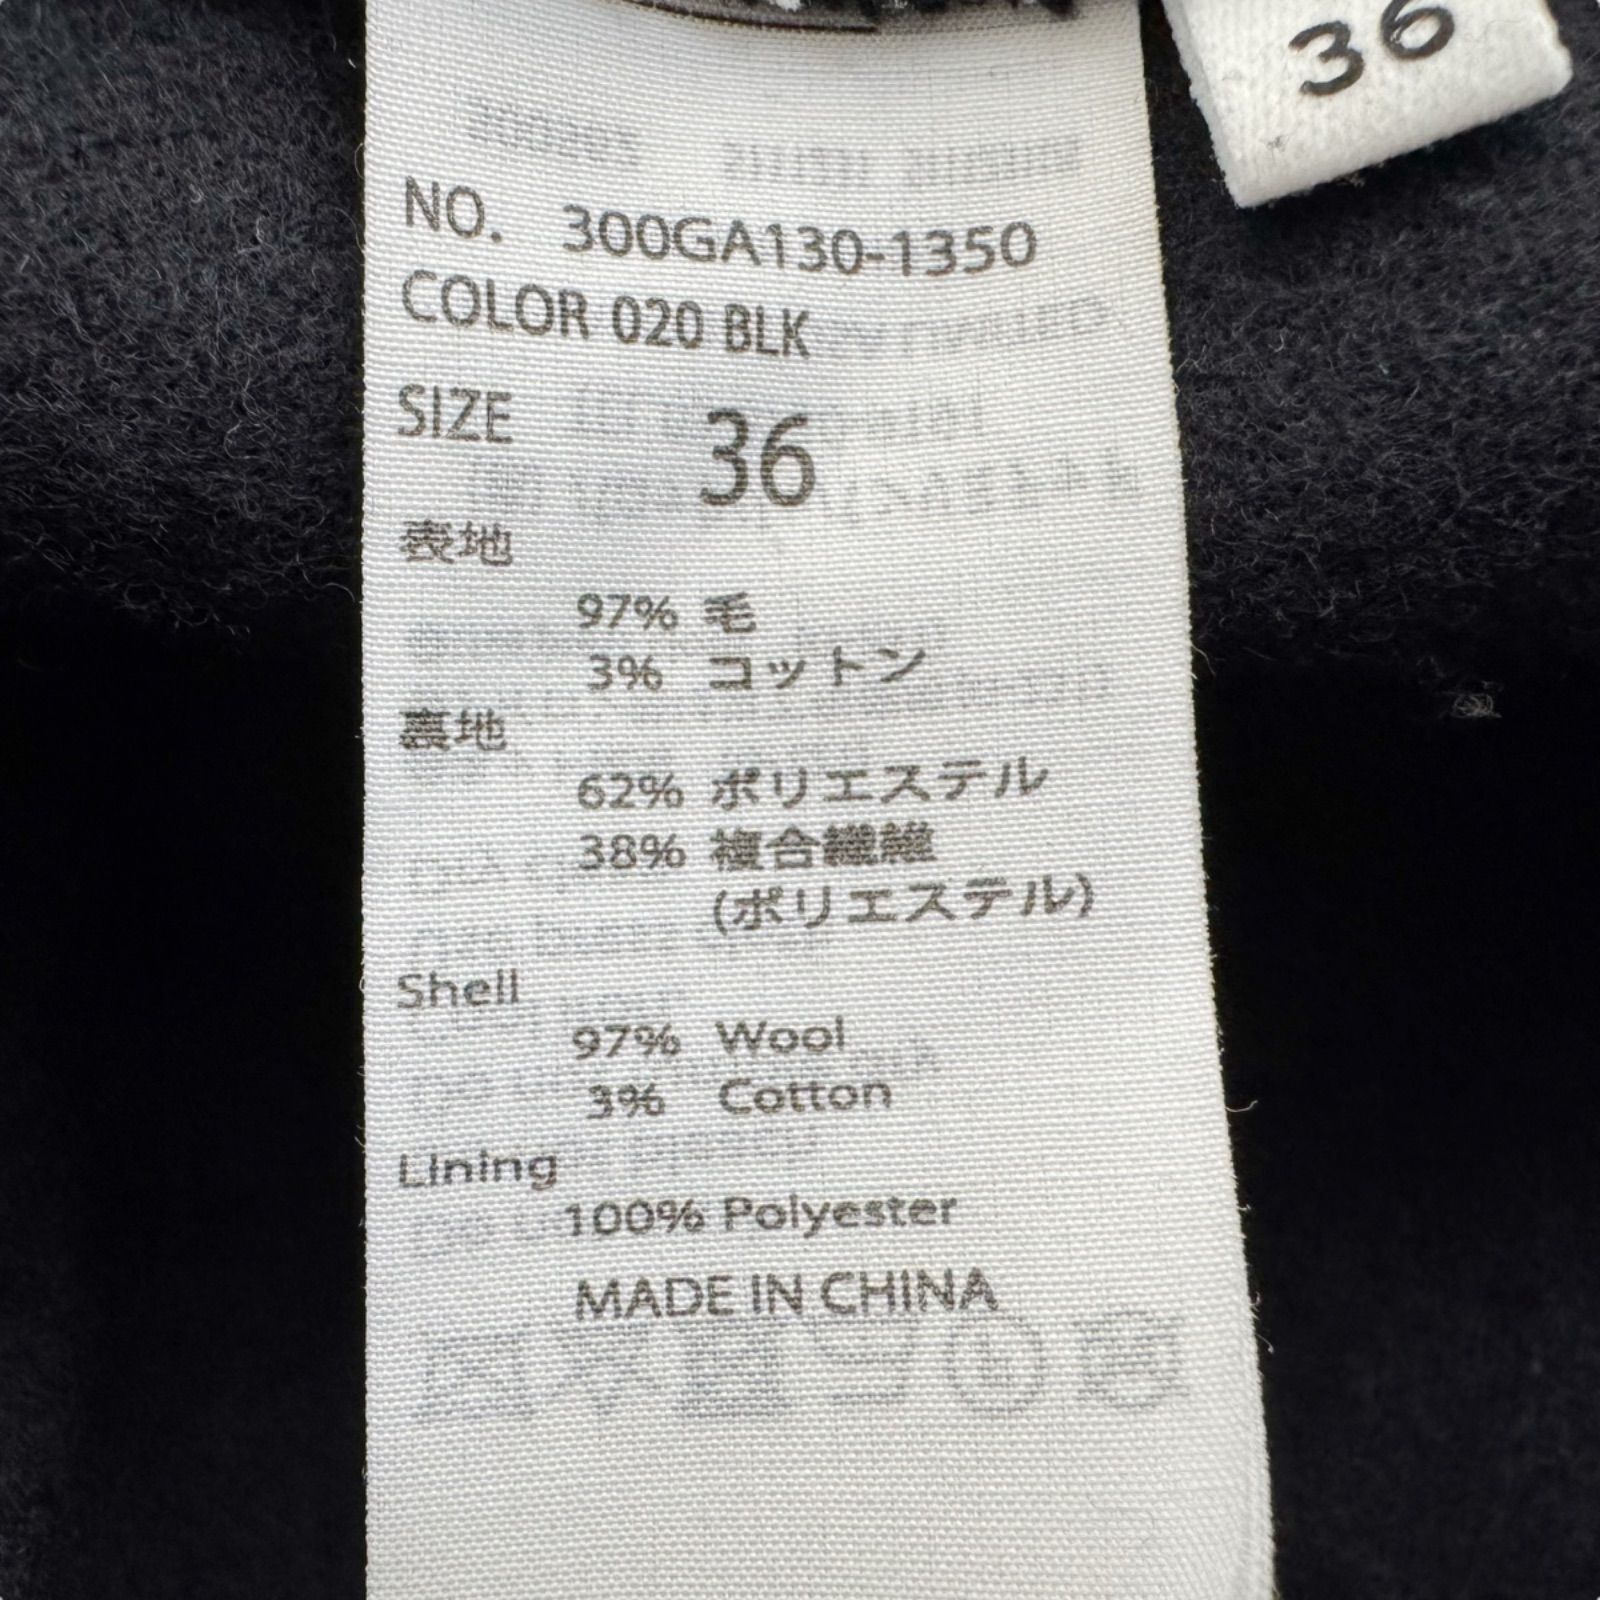 36
NO. 300GA130-1350
COLOR 020 BLK
SIZE 36
表地
97% 毛
3% コットン
裏地
62% ポリエステル
38% 複合繊維
(ポリエステル)
Shell
97% Wool
3% Cotton
Lining
100% Polyester
MADE IN CHINA